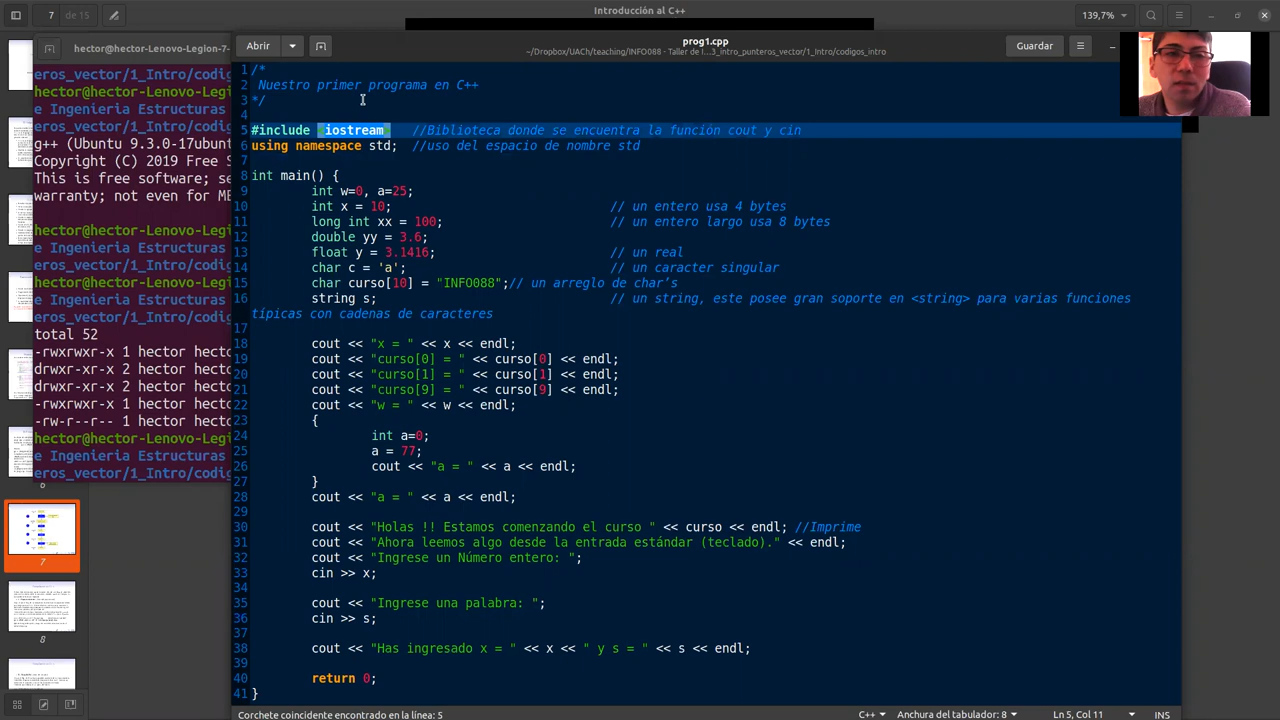 Introducción al C++
7 de 15
139,7%
hector@hector-Lenovo-Legion-7-
eros_vector/1_Intro/codig
hector@hector-Lenovo-Legi
e Ingenieria Estructuras
eros_vector/1_Intro/codig
g++ (Ubuntu 9.3.0-17ubunt
Copyright (C) 2019 Free S
This is free software; se
warranty; not even for ME
hector@hector-Lenovo-Legi
e Ingenieria Estructuras
eros_vector/1_Intro/codig
hector@hector-Lenovo-Legi
e Ingenieria Estructuras
eros_vector/1_Intro/codig
total 52
-rwxrwxr-x 1 hector hecto
drwxr-xr-x 2 hector hecto
drwxrwxr-x 2 hector hecto
-rwxrwxr-x 1 hector hecto
-rw-r--r-- 1 hector hecto
hector@hector-Lenovo-Legi
e Ingenieria Estructuras
eros_vector/1_Intro/codig
6
7
8
Abrir
prog1.cpp
~/Dropbox/UACh/teaching/INFO088 - Taller de I...3_intro_punteros_vector/1_Intro/codigos_intro
Guardar
1 /*
2 Nuestro primer programa en C++
3 */
4
5 #include <iostream> //Biblioteca donde se encuentra la función cout y cin
6 using namespace std; //uso del espacio de nombre std
7
8 int main() {
9 int w=0, a=25;
10 int x = 10; // un entero usa 4 bytes
11 long int xx = 100; // un entero largo usa 8 bytes
12 double yy = 3.6;
13 float y = 3.1416; // un real
14 char c = 'a'; // un caracter singular
15 char curso[10] = "INFO088";// un arreglo de char's
16 string s; // un string, este posee gran soporte en <string> para varias funciones
típicas con cadenas de caracteres
17
18 cout << "x = " << x << endl;
19 cout << "curso[0] = " << curso[0] << endl;
20 cout << "curso[1] = " << curso[1] << endl;
21 cout << "curso[9] = " << curso[9] << endl;
22 cout << "w = " << w << endl;
23 {
24 int a=0;
25 a = 77;
26 cout << "a = " << a << endl;
27 }
28 cout << "a = " << a << endl;
29
30 cout << "Holas !! Estamos comenzando el curso " << curso << endl; //Imprime
31 cout << "Ahora leemos algo desde la entrada estándar (teclado)." << endl;
32 cout << "Ingrese un Número entero: ";
33 cin >> x;
34
35 cout << "Ingrese una palabra: ";
36 cin >> s;
37
38 cout << "Has ingresado x = " << x << " y s = " << s << endl;
39
40 return 0;
41 }
Corchete coincidente encontrado en la línea: 5
C++
Anchura del tabulador: 8
Ln 5, Col 11
INS